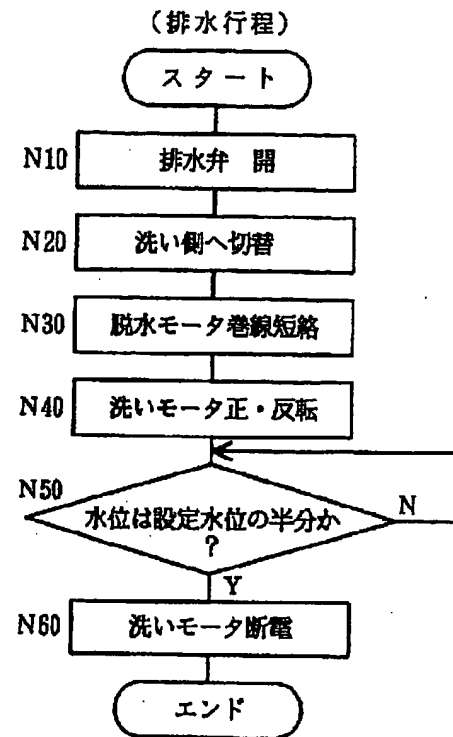 (排水行程)
スタート
N10
排水弁 開
N20
洗い側へ切替
N30
脱水モータ巻線短絡
N40
洗いモータ正・反転
N50
水位は設定水位の半分か
?
N
Y
N60
洗いモータ断電
エンド